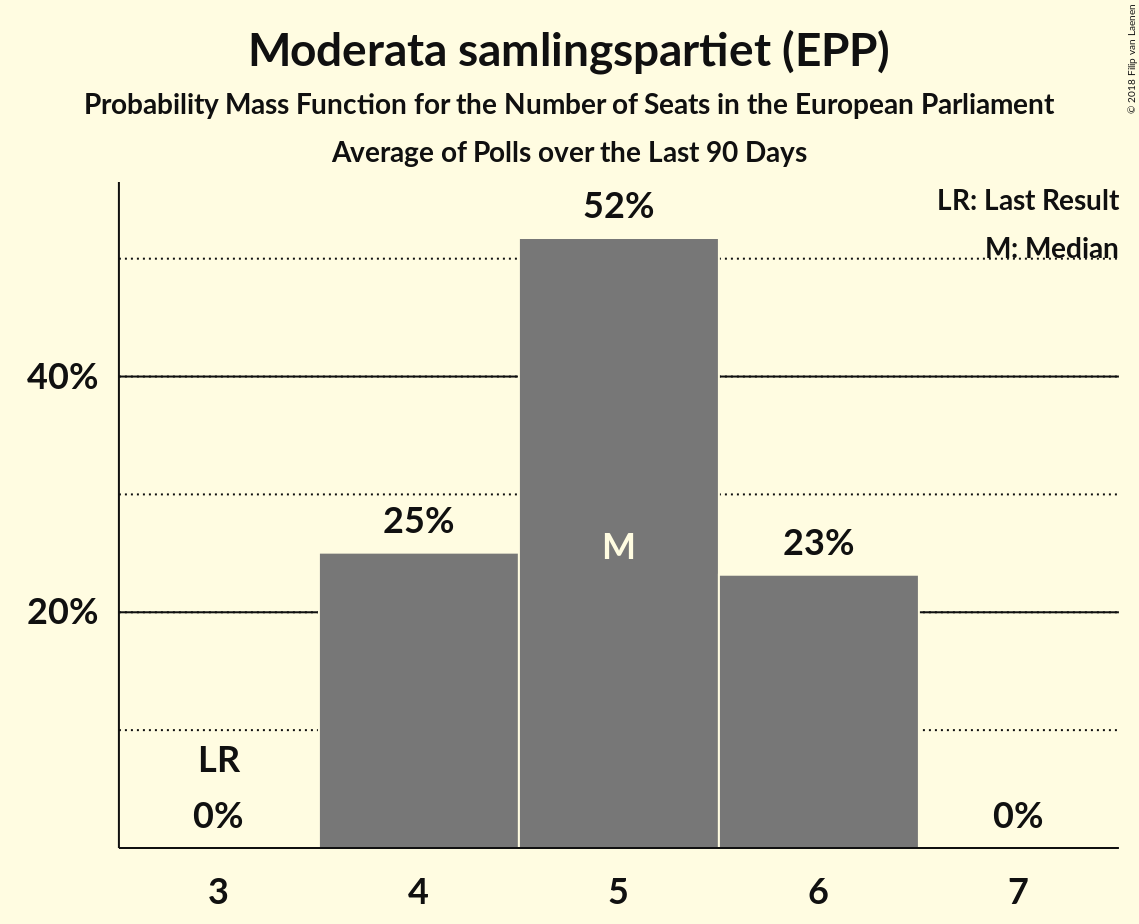 Moderata samlingspartiet (EPP)
Probability Mass Function for the Number of Seats in the European Parliament
Average of Polls over the Last 90 Days
© 2018 Filip van Laenen
LR: Last Result
M: Median
52%
40%
25%
M
23%
20%
LR
0%
0%
3 4 5 6 7